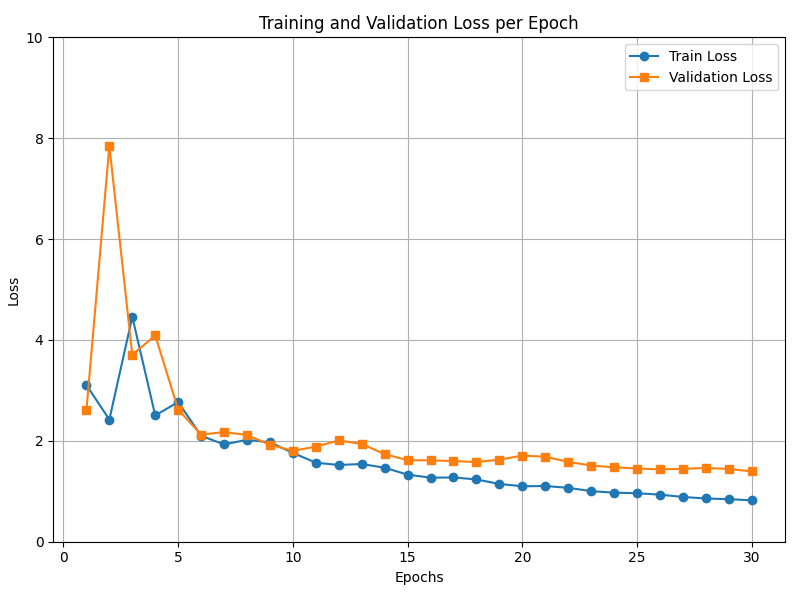 Training and Validation Loss per Epoch
Train Loss
Validation Loss
Loss
10
8
6
4
2
0
0 5 10 15 20 25 30
Epochs